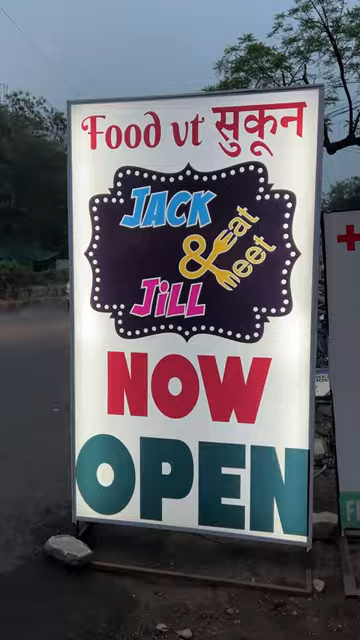 Food vt सुकून
JACK
& Eat
Meet
JiLL
NOW
OPEN